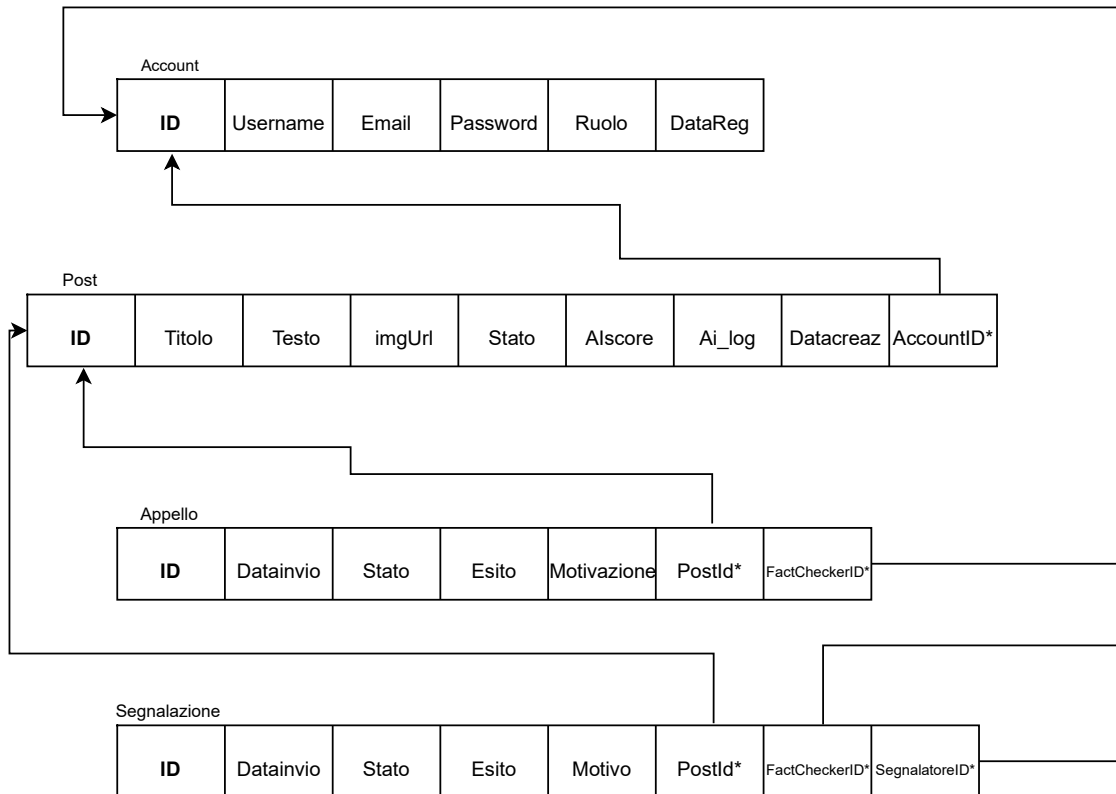 Account
ID Username Email Password Ruolo DataReg
Post
ID Titolo Testo imgUrl Stato AIscore Ai_log Datacreaz AccountID*
Appello
ID Datainvio Stato Esito Motivazione PostId* FactCheckerID*
Segnalazione
ID Datainvio Stato Esito Motivo PostId* FactCheckerID* SegnalatoreID*